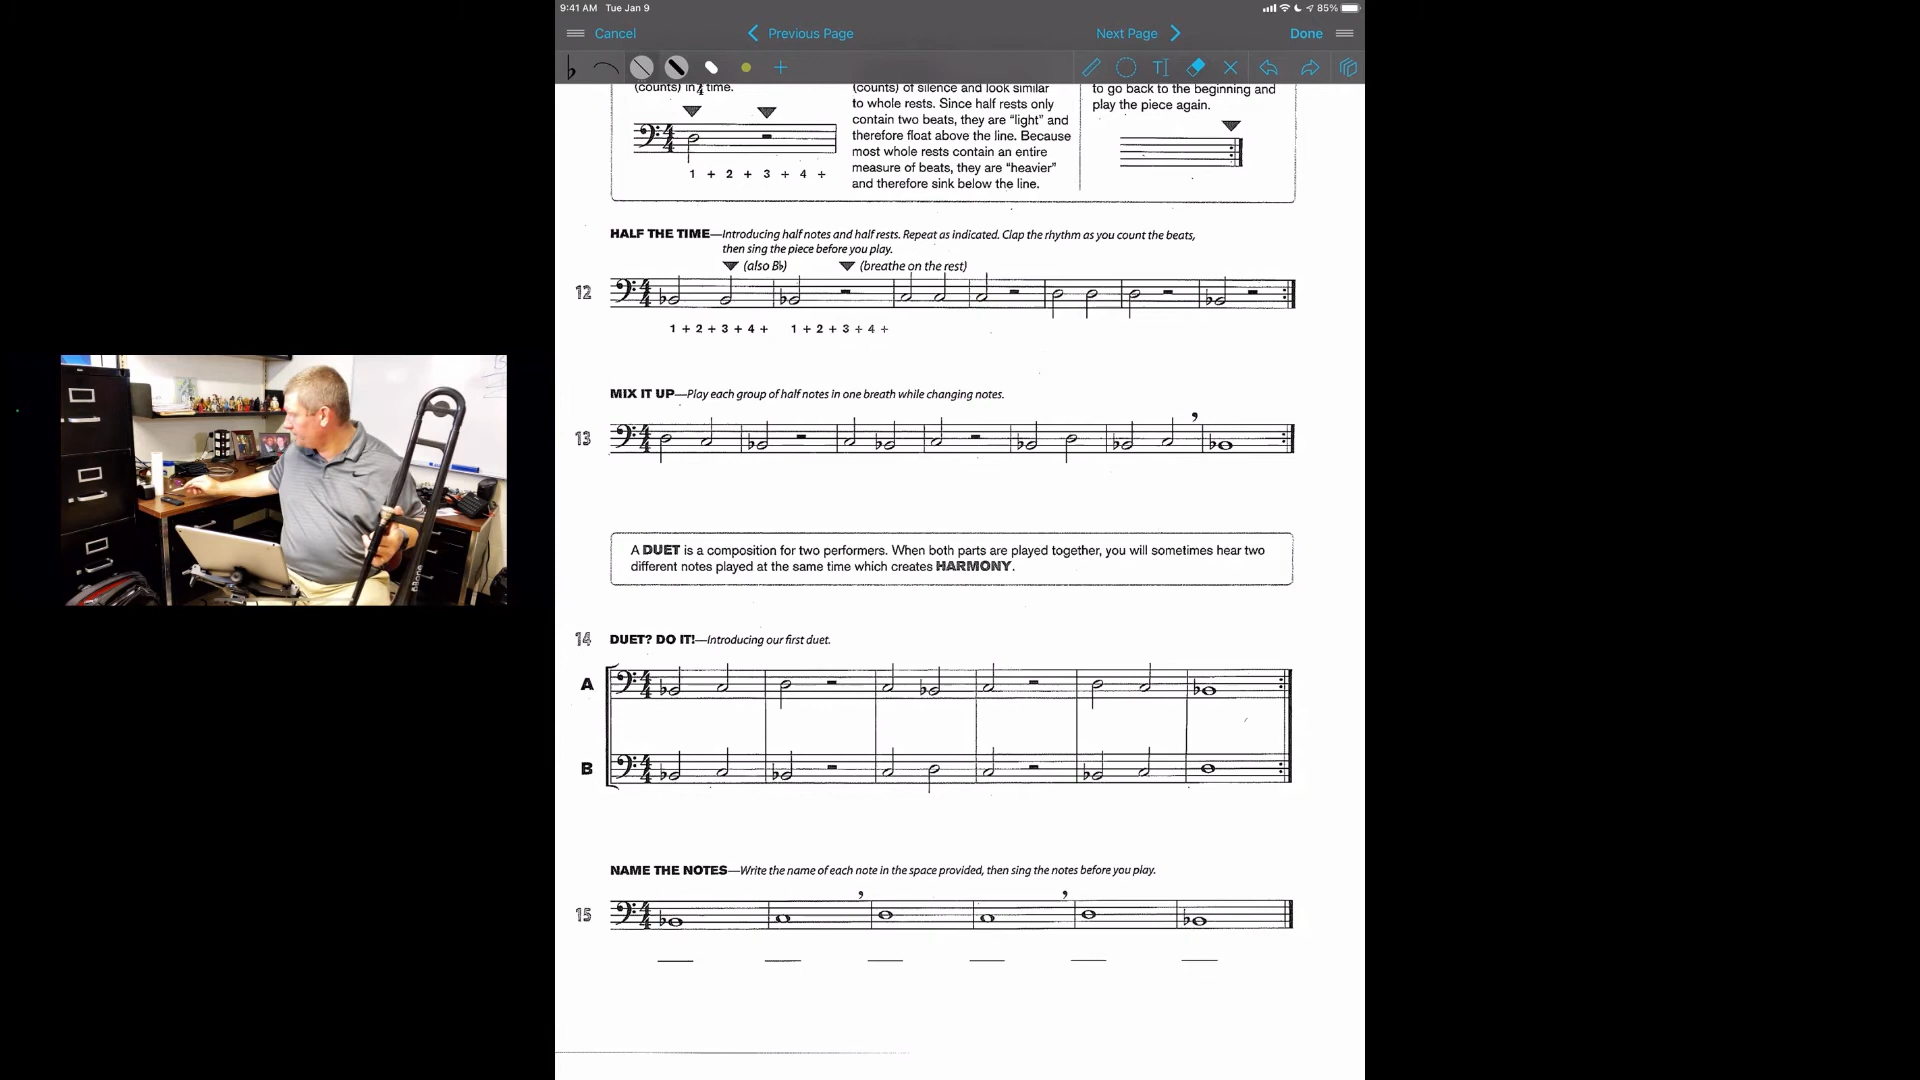 9:41 AM Tue Jan 9
85%
Cancel
Previous Page
Next Page
Done
(counts) in 4/4 time.
1 + 2 + 3 + 4 +
(counts) of silence and look similar
to whole rests. Since half rests only
contain two beats, they are “light” and
therefore float above the line. Because
most whole rests contain an entire
measure of beats, they are “heavier”
and therefore sink below the line.
to go back to the beginning and
play the piece again.
HALF THE TIME—Introducing half notes and half rests. Repeat as indicated. Clap the rhythm as you count the beats,
then sing the piece before you play.
(also B♭) (breathe on the rest)
12
1 + 2 + 3 + 4 + 1 + 2 + 3 + 4 +
MIX IT UP—Play each group of half notes in one breath while changing notes.
13
A DUET is a composition for two performers. When both parts are played together, you will sometimes hear two
different notes played at the same time which creates HARMONY.
14 DUET? DO IT!—Introducing our first duet.
A
B
NAME THE NOTES—Write the name of each note in the space provided, then sing the notes before you play.
15